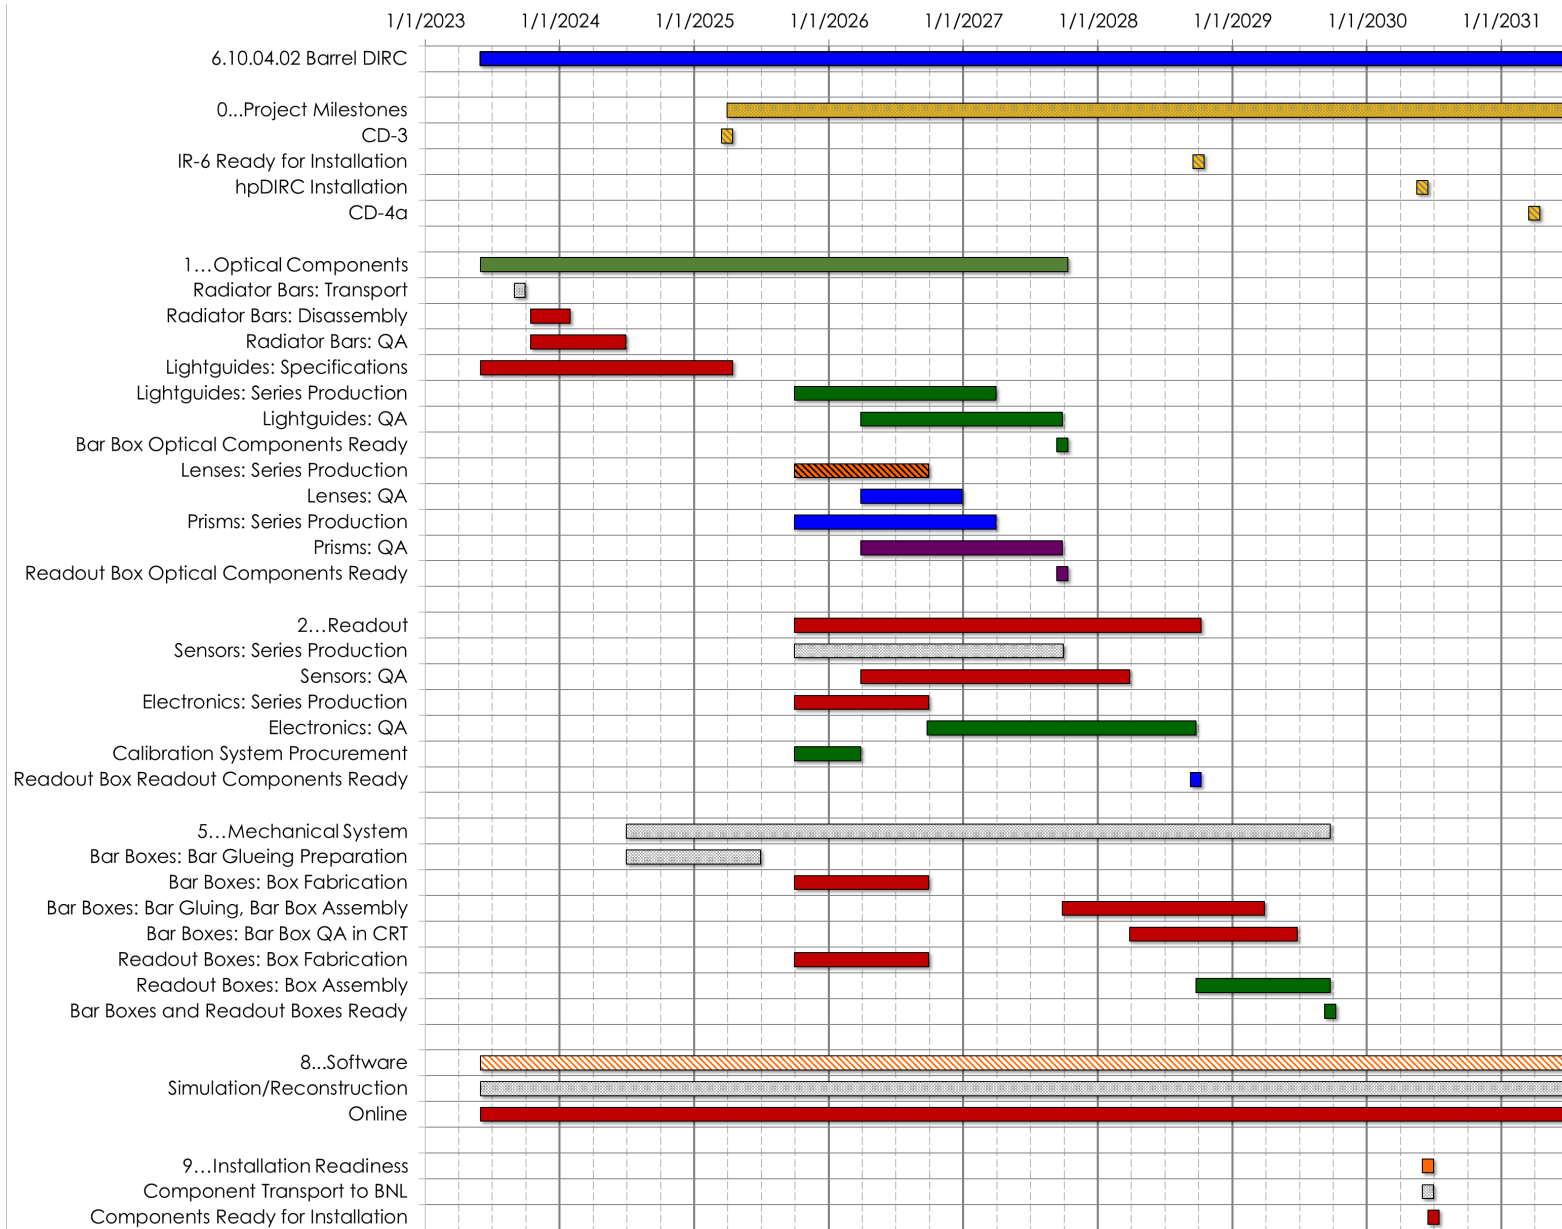 1/1/2023 1/1/2024 1/1/2025 1/1/2026 1/1/2027 1/1/2028 1/1/2029 1/1/2030 1/1/2031
6.10.04.02 Barrel DIRC
0...Project Milestones
CD-3
IR-6 Ready for Installation
hpDIRC Installation
CD-4a
1...Optical Components
Radiator Bars: Transport
Radiator Bars: Disassembly
Radiator Bars: QA
Lightguides: Specifications
Lightguides: Series Production
Lightguides: QA
Bar Box Optical Components Ready
Lenses: Series Production
Lenses: QA
Prisms: Series Production
Prisms: QA
Readout Box Optical Components Ready
2...Readout
Sensors: Series Production
Sensors: QA
Electronics: Series Production
Electronics: QA
Calibration System Procurement
Readout Box Readout Components Ready
5...Mechanical System
Bar Boxes: Bar Glueing Preparation
Bar Boxes: Box Fabrication
Bar Boxes: Bar Gluing, Bar Box Assembly
Bar Boxes: Bar Box QA in CRT
Readout Boxes: Box Fabrication
Readout Boxes: Box Assembly
Bar Boxes and Readout Boxes Ready
8...Software
Simulation/Reconstruction
Online
9...Installation Readiness
Component Transport to BNL
Components Ready for Installation